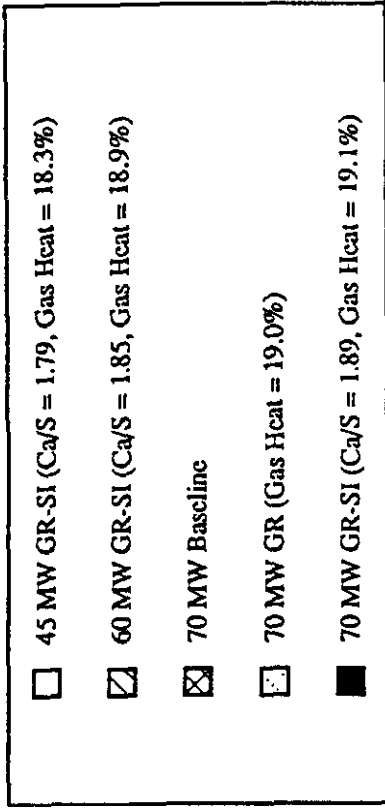 45 MW GR-SI (Ca/S = 1.79, Gas Heat = 18.3%)
60 MW GR-SI (Ca/S = 1.85, Gas Heat = 18.9%)
70 MW Baseline
70 MW GR (Gas Heat = 19.0%)
70 MW GR-SI (Ca/S = 1.89, Gas Heat = 19.1%)